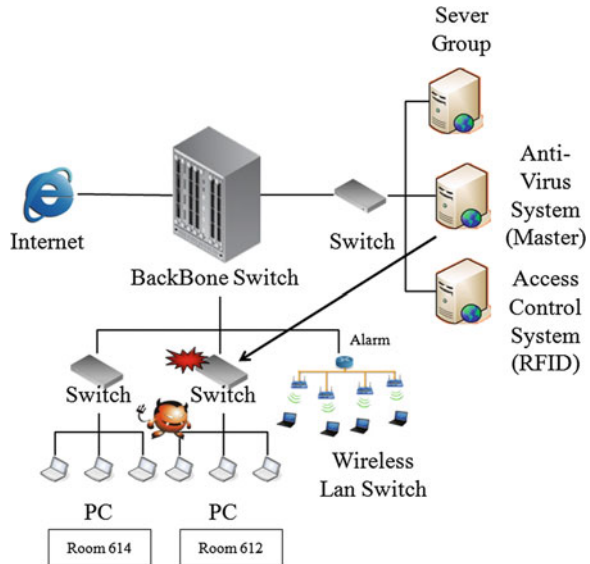 Sever
Group
Anti-
Virus
System
(Master)
Internet
Switch
BackBone Switch
Access
Control
System
(RFID)
Alarm
Switch
Switch
Wireless
Lan Switch
PC
PC
Room 614
Room 612